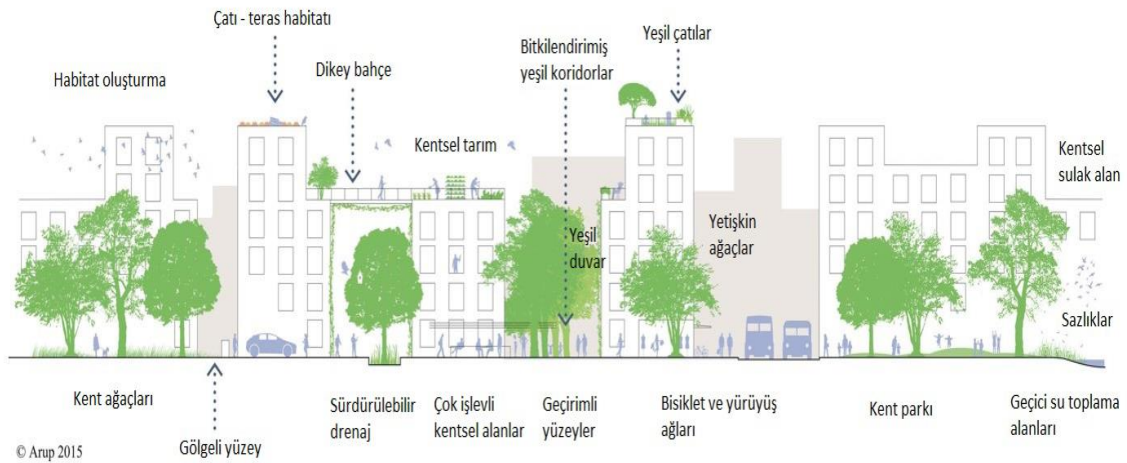 Çatı - teras habitatı
Habitat oluşturma
Dikey bahçe
Kentsel tarım
Bitkilendirimiş
yeşil koridorlar
Yeşil çatılar
Kentsel
sulak alan
Yeşil
duvar
Yetişkin
ağaçlar
Sazlıklar
Kent ağaçları
Gölgeli yüzey
Sürdürülebilir
drenaj
Çok işlevli
kentsel alanlar
Geçirimli
yüzeyler
Bisiklet ve yürüyüş
ağları
Kent parkı
Geçici su toplama
alanları
© Arup 2015